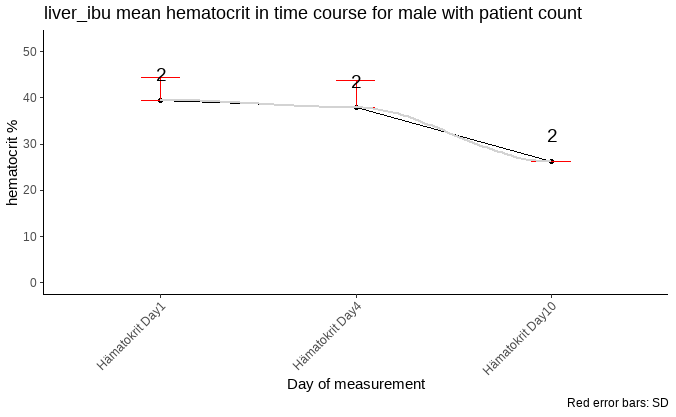 liver_ibu mean hematocrit in time course for male with patient count
hematocrit %
50
40
30
20
10
0
2
2
2
Hämatokrit Day1
Hämatokrit Day4
Hämatokrit Day10
Day of measurement
Red error bars: SD